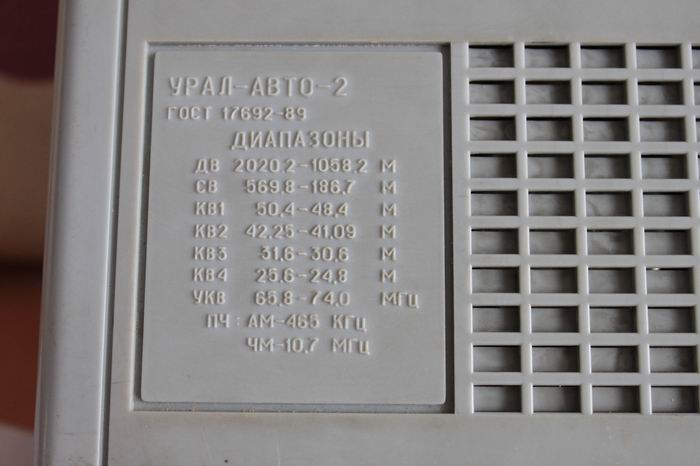 УРАЛ-АВТО-2
ГОСТ 17692-89
ДИАПАЗОНЫ
ДВ 2020,2-1058,2 М
СВ 569,8-186,7 М
КВ1 50,4-48,4 М
КВ2 42,25-41,09 М
КВ3 31,6-30,6 М
КВ4 25,6-24,8 М
УКВ 65,8-74,0 МГц
ПЧ: АМ-465 КГц
ЧМ-10,7 МГц